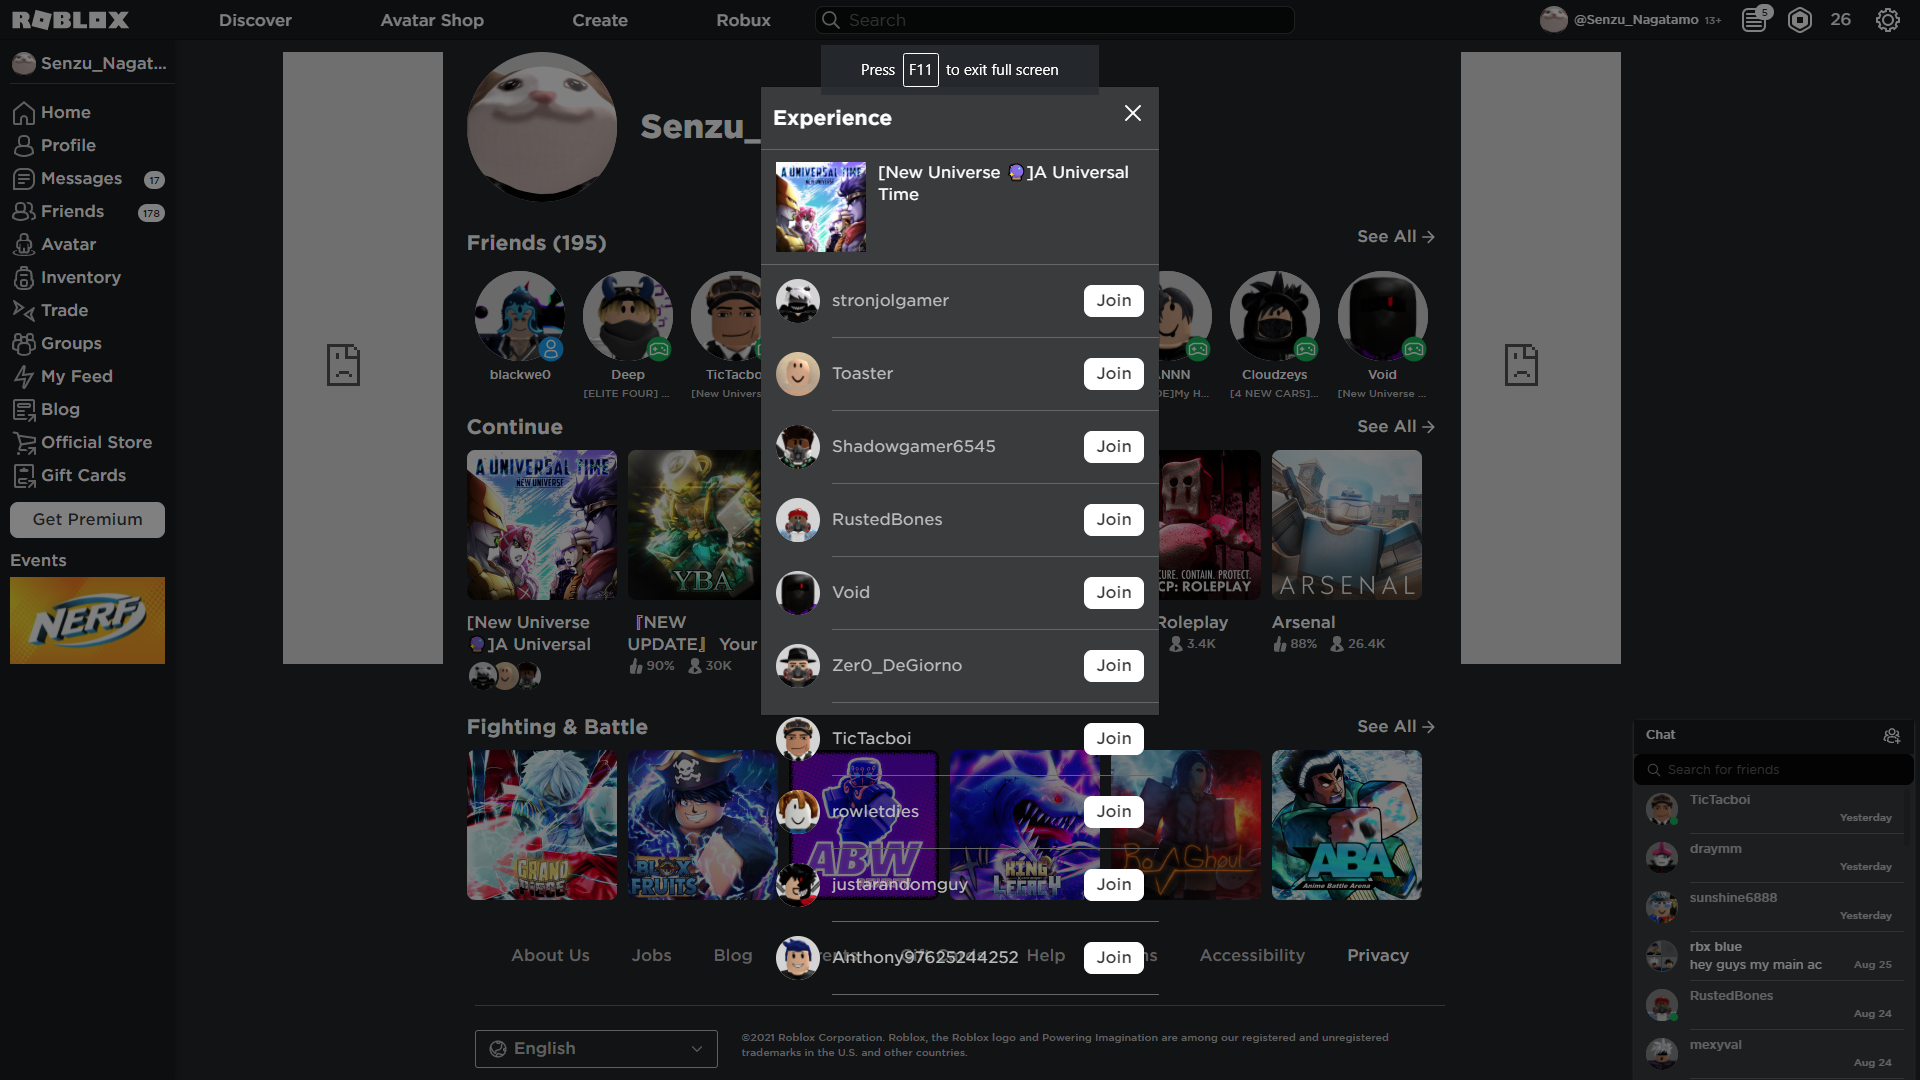 ROBLOX
Discover
Avatar Shop
Create
Robux
Search
@Senzu_Nagatamo 13+
5
26
Press F11 to exit full screen
Senzu_Nagat...
Home
Profile
Messages 17
Friends 178
Avatar
Inventory
Trade
Groups
My Feed
Blog
Official Store
Gift Cards
Get Premium
Events
NERF
Senzu_
Friends (195)
See All
blackwe0
Deep
[ELITE FOUR] ...
TicTacbo
[New Univers
NNN
DE]My H...
Cloudzeys
[4 NEW CARS]...
Void
[New Universe ...
Continue
See All
A UNIVERSAL TIME
NEW UNIVERSE
YBA
CURE. CONTAIN. PROTECT.
CP: ROLEPLAY
ARSENAL
[New Universe
🔮]A Universal
『NEW
UPDATE』 Your
90% 30K
Roleplay
3.4K
Arsenal
88% 26.4K
Experience
A UNIVERSAL TIME
NEW UNIVERSE
[New Universe 🔮]A Universal
Time
stronjolgamer Join
Toaster Join
Shadowgamer6545 Join
RustedBones Join
Void Join
Zer0_DeGiorno Join
TicTacboi Join
rowletdies Join
justarandomguy Join
Anthony97625244252 Join
Fighting & Battle
See All
GRAND
PIECE
BLOX
FRUITS
ABW
KING
LEGACY
Ro/Ghoul
ABA
Anime Battle Arena
About Us
Jobs
Blog
Help
Accessibility
Privacy
English
©2021 Roblox Corporation. Roblox, the Roblox logo and Powering Imagination are among our registered and unregistered
trademarks in the U.S. and other countries.
Chat
Search for friends
TicTacboi
Yesterday
draymm
Yesterday
sunshine6888
Yesterday
rbx blue
hey guys my main ac Aug 25
RustedBones
Aug 24
mexyval
Aug 24